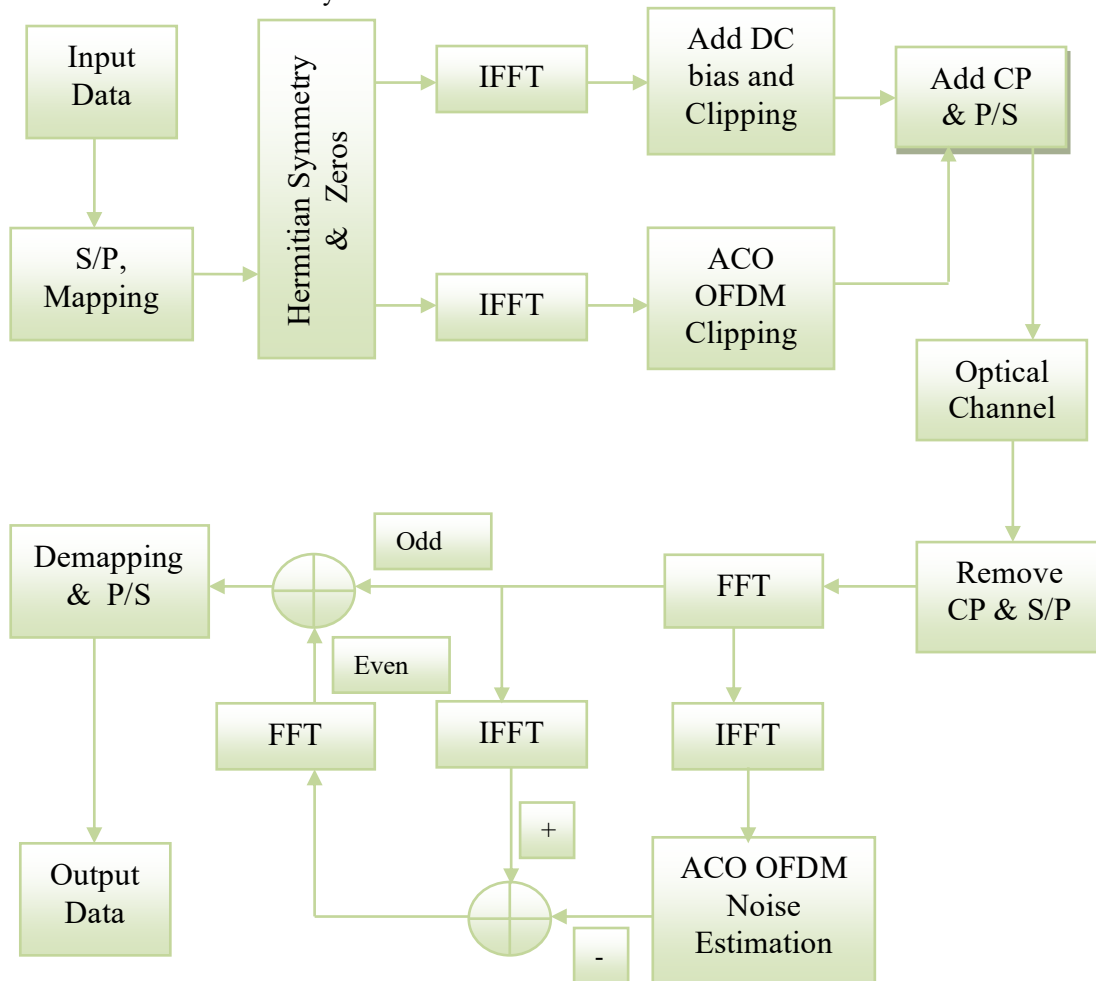 Input
Data
S/P,
Mapping
Hermitian Symmetry
& Zeros
IFFT
IFFT
Add DC
bias and
Clipping
ACO
OFDM
Clipping
Add CP
& P/S
Optical
Channel
Remove
CP & S/P
FFT
Odd
Demapping
& P/S
Even
FFT
IFFT
IFFT
+
ACO OFDM
Noise
Estimation
-
Output
Data